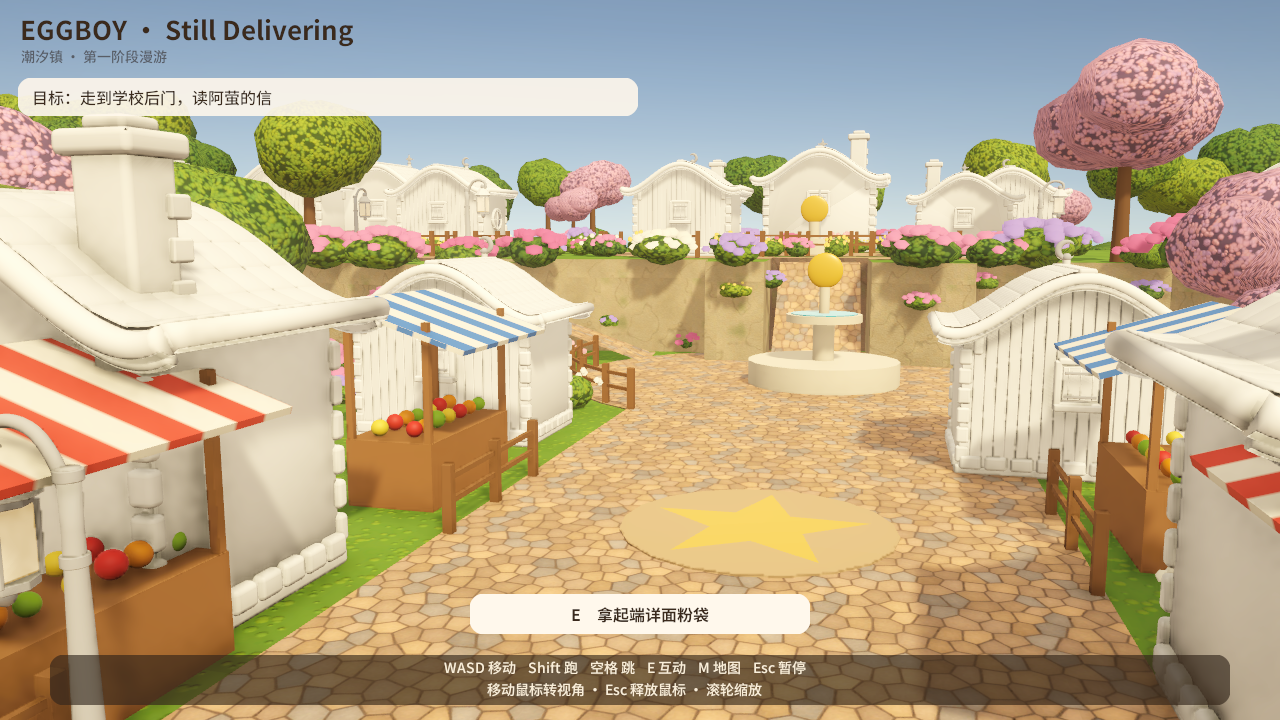 EGGBOY · Still Delivering
潮汐镇 · 第一阶段漫游
目标：走到学校后门，读阿萤的信
E 拿起端详面粉袋
WASD 移动 Shift 跑 空格 跳 E 互动 M 地图 Esc 暂停
移动鼠标转视角 · Esc 释放鼠标 · 滚轮缩放